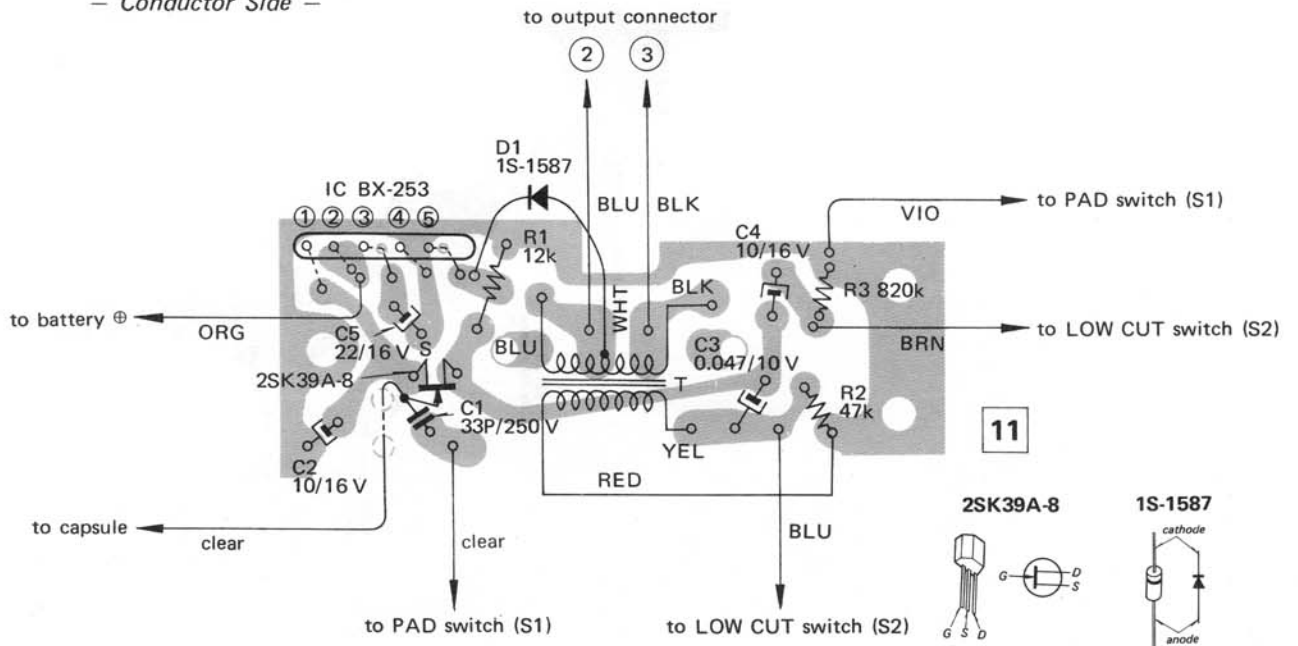 – Conductor Side –
to output connector
② ③
D1
1S-1587
IC BX-253
① ② ③ ④ ⑤
BLU BLK
VIO
to PAD switch (S1)
R1
12k
C4
10/16 V
WHT
BLK
R3 820k
to battery ⊕
ORG
C5
22/16 V
S
BLU
C3
0.047/10 V
BRN
to LOW CUT switch (S2)
2SK39A-8
T
C1
33P/250 V
R2
47k
11
C2
10/16 V
YEL
RED
to capsule
clear
clear
BLU
to PAD switch (S1)
to LOW CUT switch (S2)
2SK39A-8
G
D
S
G S D
1S-1587
cathode
anode